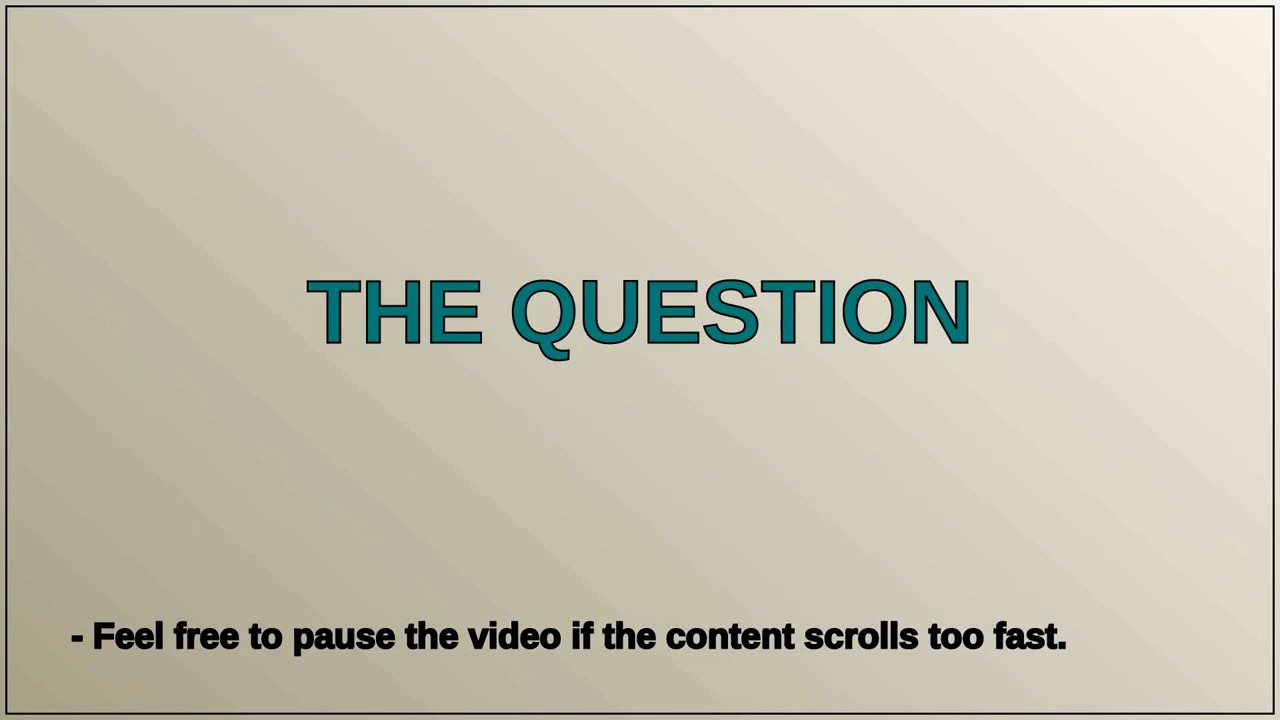 THE QUESTION
- Feel free to pause the video if the content scrolls too fast.